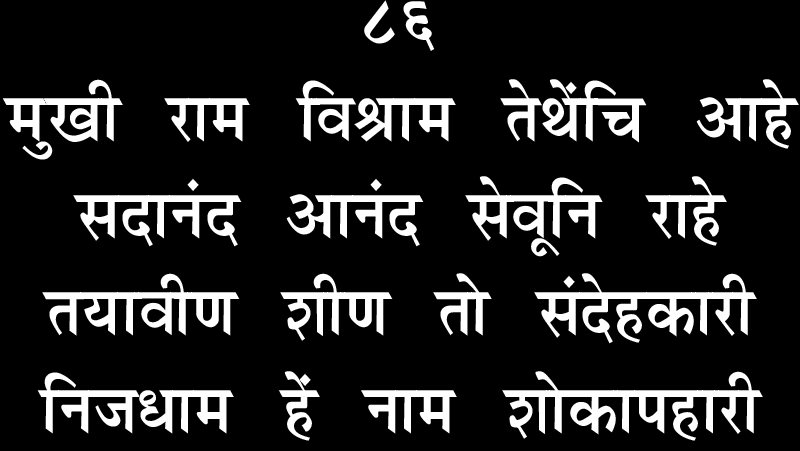 ८६
मुखी राम विश्राम तेथेंचि आहे
सदानंद आनंद सेवूनि राहे
तयावीण शीण तो संदेहकारी
निजधाम हें नाम शोकापहारी